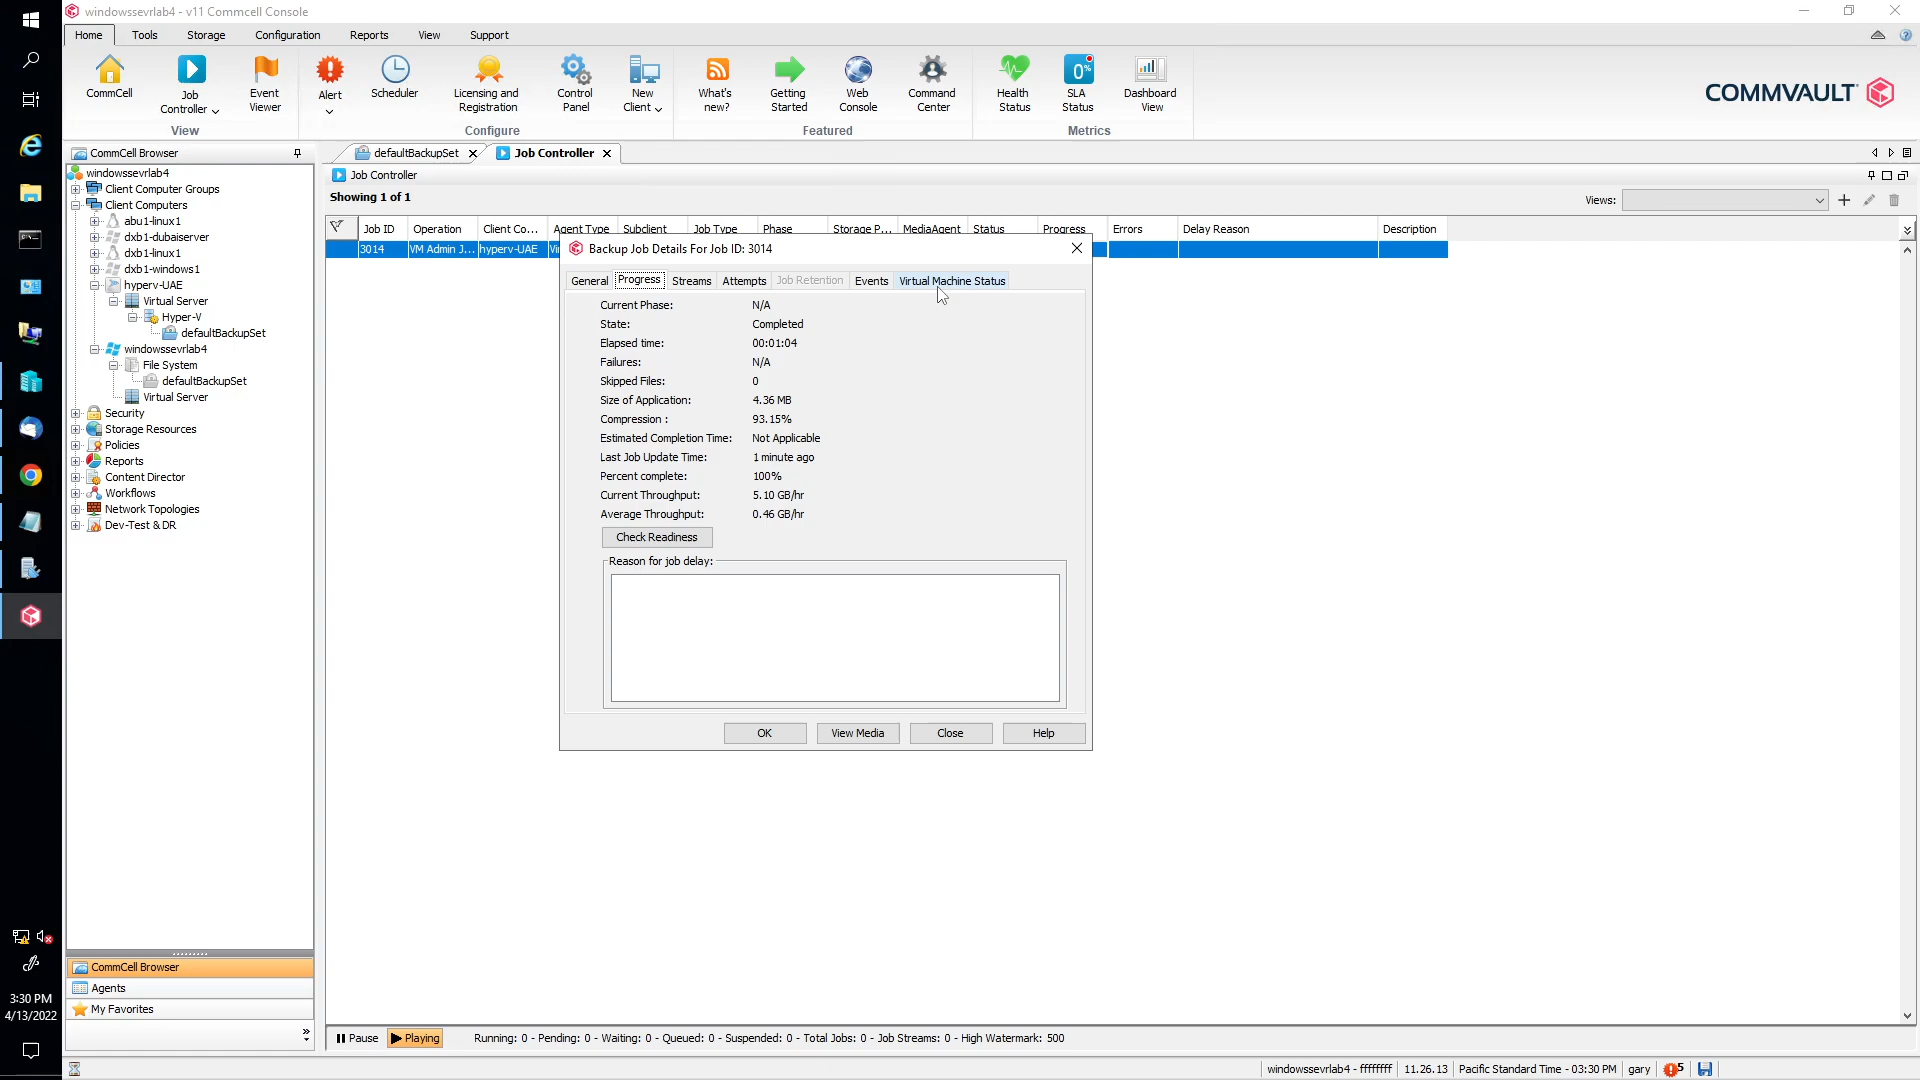 windowssevrlab4 - v11 Commcell Console
Home Tools Storage Configuration Reports View Support
CommCell
Job Controller
Event Viewer
Alert
Scheduler
Licensing and Registration
Control Panel
New Client
What's new?
Getting Started
Web Console
Command Center
Health Status
0%
SLA Status
Dashboard View
View Configure Featured Metrics
COMMVAULT
CommCell Browser
defaultBackupSet
Job Controller
windowssevrlab4
Client Computer Groups
Client Computers
abu1-linux1
dxb1-dubaiserver
dxb1-linux1
dxb1-windows1
hyperv-UAE
Virtual Server
Hyper-V
defaultBackupSet
windowssevrlab4
File System
defaultBackupSet
Virtual Server
Security
Storage Resources
Policies
Reports
Content Director
Workflows
Network Topologies
Dev-Test & DR
CommCell Browser
Agents
My Favorites
Job Controller
Showing 1 of 1
Views:
Job ID Operation Client Co... Agent Type Subclient Job Type Phase Storage P... MediaAgent Status Progress Errors Delay Reason Description
3014 VM Admin J... hyperv-UAE
Backup Job Details For Job ID: 3014
General Progress Streams Attempts Job Retention Events Virtual Machine Status
Current Phase: N/A
State: Completed
Elapsed time: 00:01:04
Failures: N/A
Skipped Files: 0
Size of Application: 4.36 MB
Compression : 93.15%
Estimated Completion Time: Not Applicable
Last Job Update Time: 1 minute ago
Percent complete: 100%
Current Throughput: 5.10 GB/hr
Average Throughput: 0.46 GB/hr
Check Readiness
Reason for job delay:
OK View Media Close Help
Pause Playing Running: 0 - Pending: 0 - Waiting: 0 - Queued: 0 - Suspended: 0 - Total Jobs: 0 - Job Streams: 0 - High Watermark: 500
windowssevrlab4 - ffffffff 11.26.13 Pacific Standard Time - 03:30 PM gary 5
3:30 PM
4/13/2022